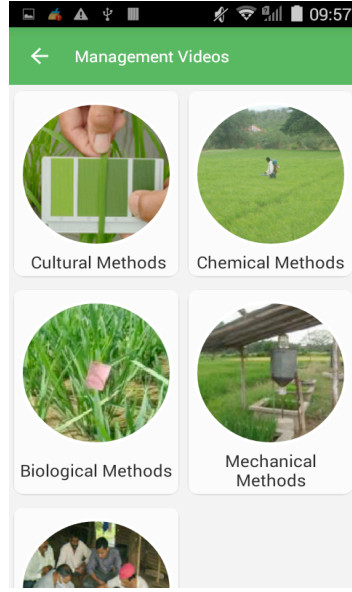 09:57
Management Videos
Cultural Methods
Chemical Methods
Biological Methods
Mechanical
Methods